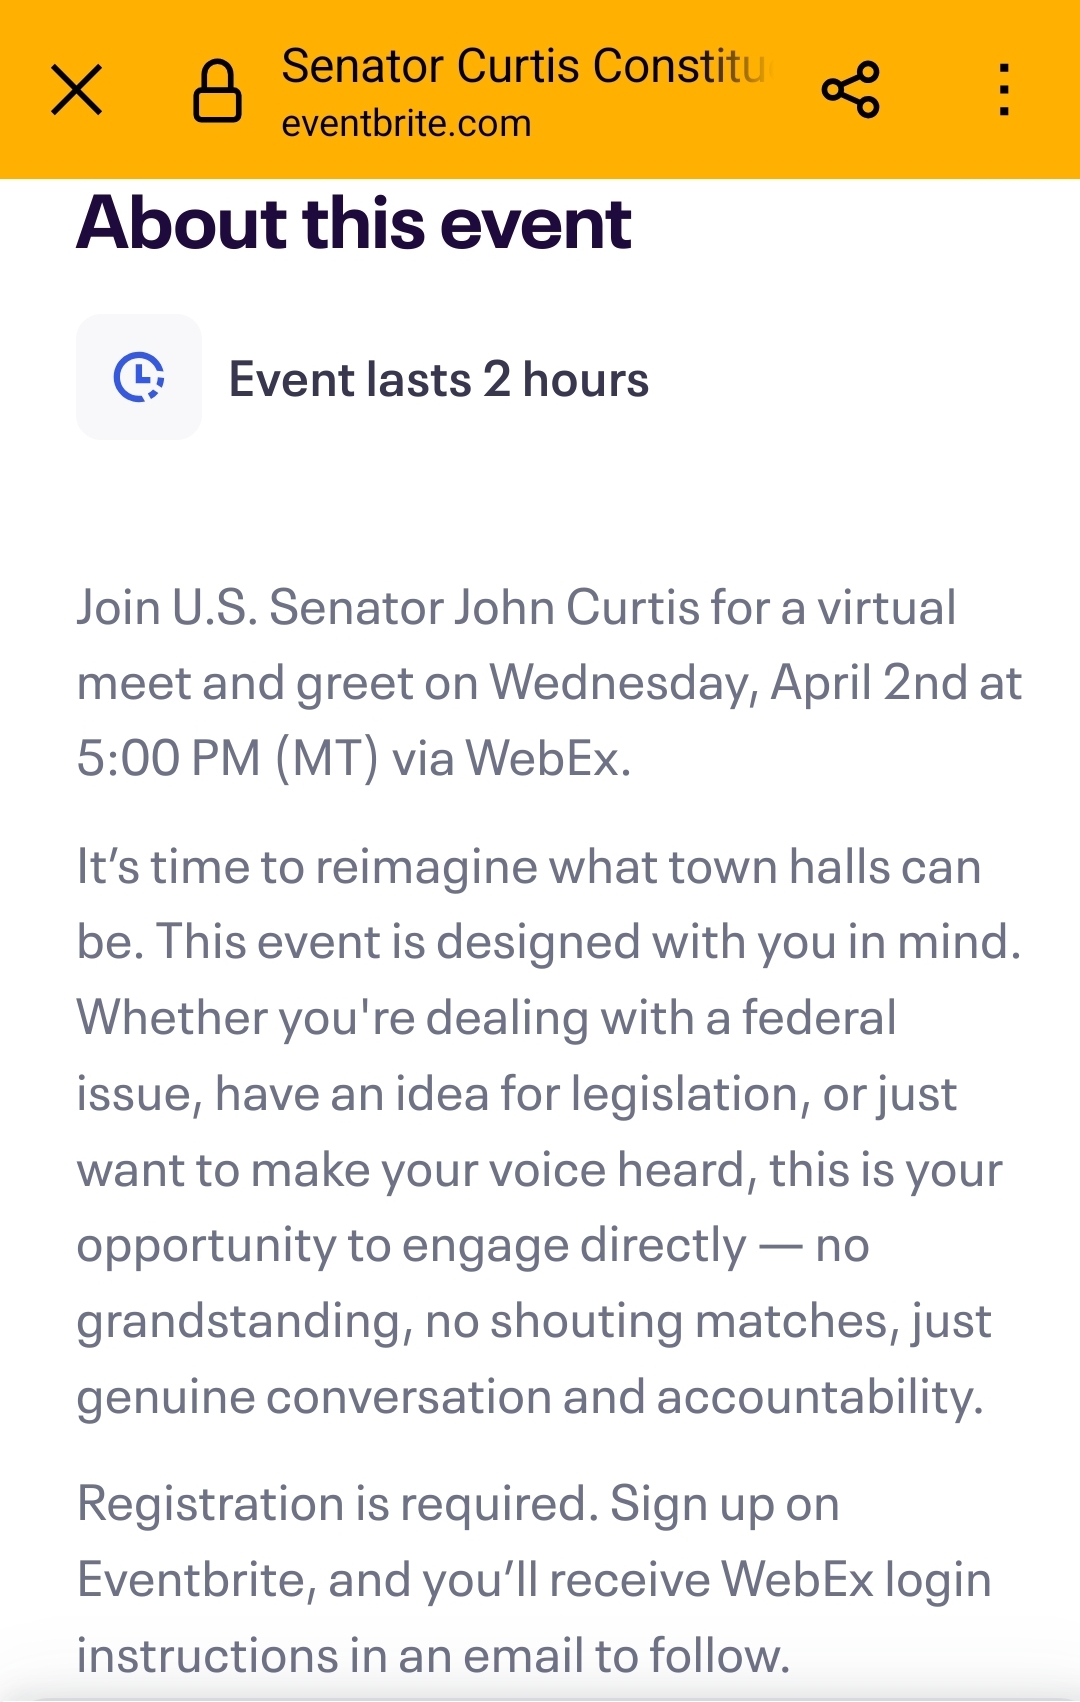 Senator Curtis Constitu
eventbrite.com
About this event
Event lasts 2 hours
Join U.S. Senator John Curtis for a virtual
meet and greet on Wednesday, April 2nd at
5:00 PM (MT) via WebEx.
It’s time to reimagine what town halls can
be. This event is designed with you in mind.
Whether you're dealing with a federal
issue, have an idea for legislation, or just
want to make your voice heard, this is your
opportunity to engage directly — no
grandstanding, no shouting matches, just
genuine conversation and accountability.
Registration is required. Sign up on
Eventbrite, and you’ll receive WebEx login
instructions in an email to follow.